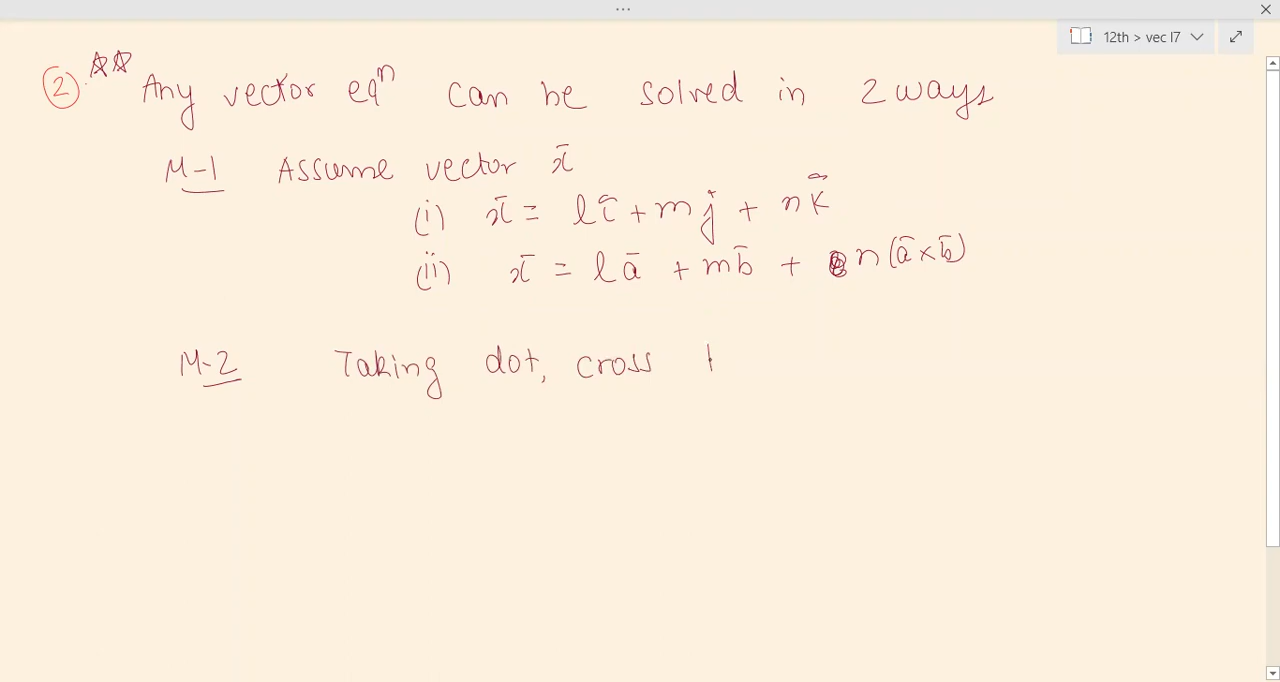 12th > vec l7
② ☆☆ Any vector eqⁿ can be solved in 2 ways
M-1 Assume vector x̄
(i) x̄ = lî + mĵ + nk̂
(ii) x̄ = lā + mb̄ + n(ā×b̄)
M-2 Taking dot, cross